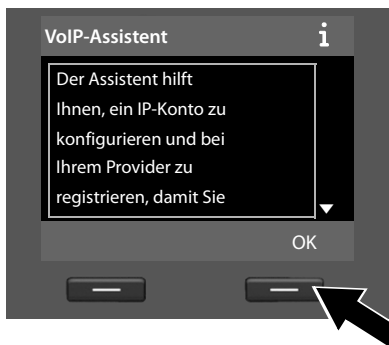 VoIP-Assistent i
Der Assistent hilft
Ihnen, ein IP-Konto zu
konfigurieren und bei
Ihrem Provider zu
registrieren, damit Sie
OK